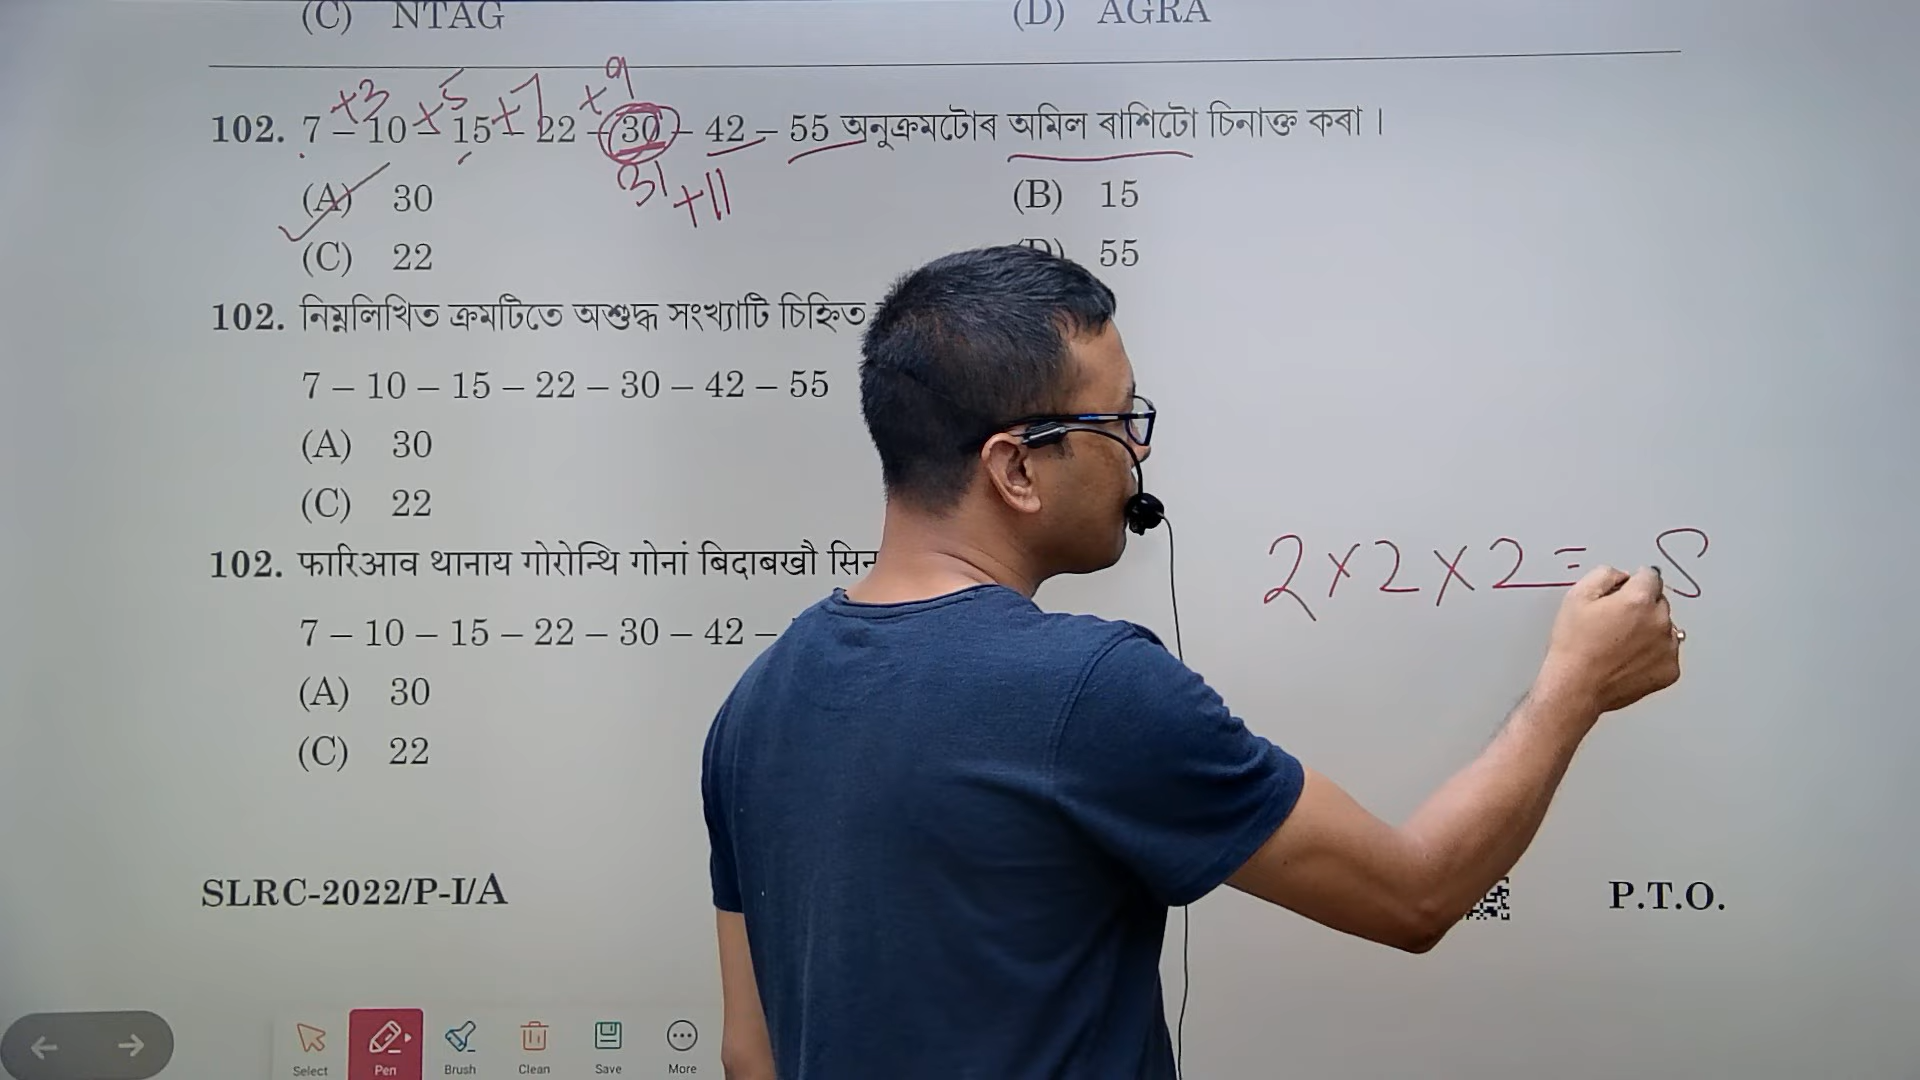 (C) NTAG (D) AGRA
+3 +5 +7 +9
102. 7 – 10 – 15 – 22 – 30 – 42 – 55 অনুক্ৰমটোৰ অমিল ৰাশিটো চিনাক্ত কৰা ।
31 +11
(A) 30 (B) 15
(C) 22 (D) 55
102. নিম্নলিখিত ক্রমটিতে অশুদ্ধ সংখ্যাটি চিহ্নিত
7 – 10 – 15 – 22 – 30 – 42 – 55
(A) 30
(C) 22
2 × 2 × 2 = 8
102. फारिआव थानाय गोरोन्थि गोनां बिदाबखौ सिन
7 – 10 – 15 – 22 – 30 – 42 –
(A) 30
(C) 22
SLRC-2022/P-I/A P.T.O.
Select Pen Brush Clean Save More